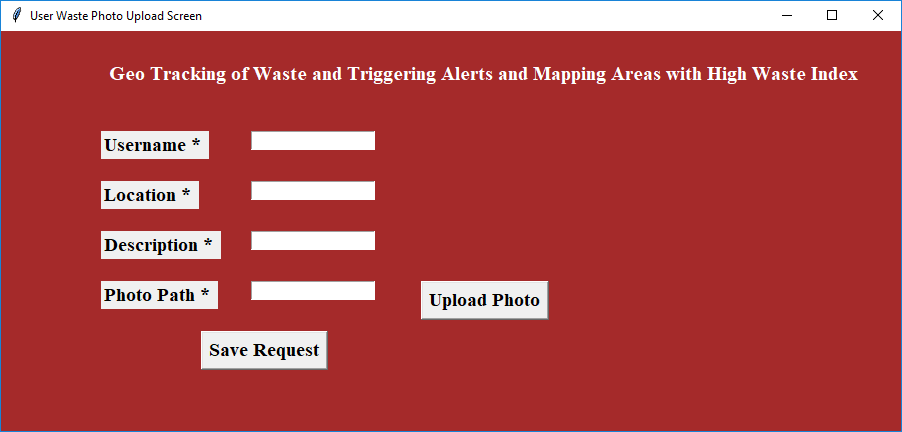 User Waste Photo Upload Screen
Geo Tracking of Waste and Triggering Alerts and Mapping Areas with High Waste Index
Username *
Location *
Description *
Photo Path *
Upload Photo
Save Request